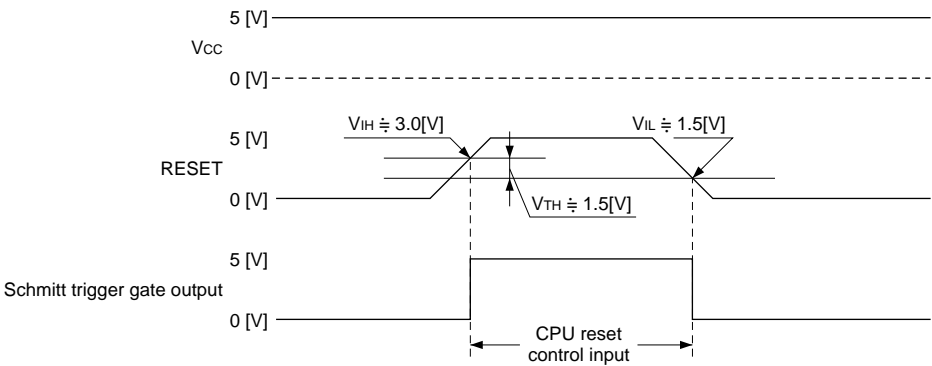 5 [V]
Vcc
0 [V]
VIH ≒ 3.0[V]
VIL ≒ 1.5[V]
5 [V]
RESET
0 [V]
VTH ≒ 1.5[V]
5 [V]
Schmitt trigger gate output
0 [V]
CPU reset
control input